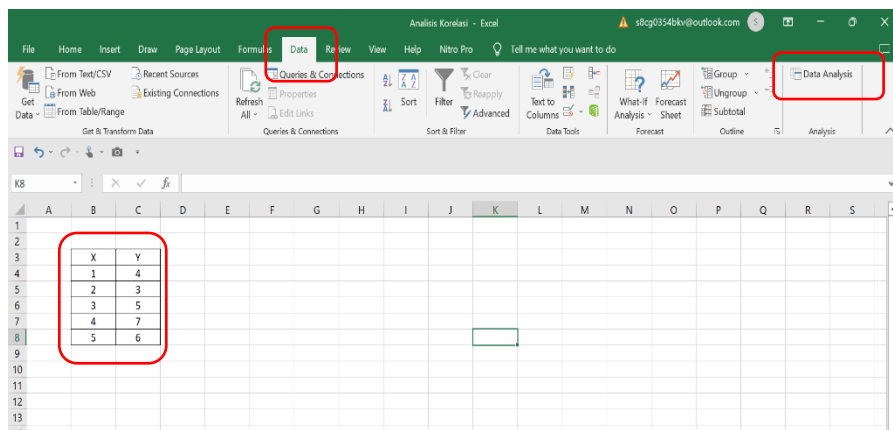 Analisis Korelasi - Excel
s8cg0354bkv@outlook.com
S
File Home Insert Draw Page Layout Formulas Data Review View Help Nitro Pro Tell me what you want to do
Get Data
From Text/CSV
From Web
From Table/Range
Recent Sources
Existing Connections
Get & Transform Data
Refresh All
Queries & Connections
Properties
Edit Links
Queries & Connections
Sort
Filter
Clear
Reapply
Advanced
Sort & Filter
Text to Columns
Data Tools
What-If Analysis
Forecast Sheet
Forecast
Group
Ungroup
Subtotal
Outline
Data Analysis
Analysis
K8 fx
A B C D E F G H I J K L M N O P Q R S
1
2
3 X Y
4 1 4
5 2 3
6 3 5
7 4 7
8 5 6
9
10
11
12
13